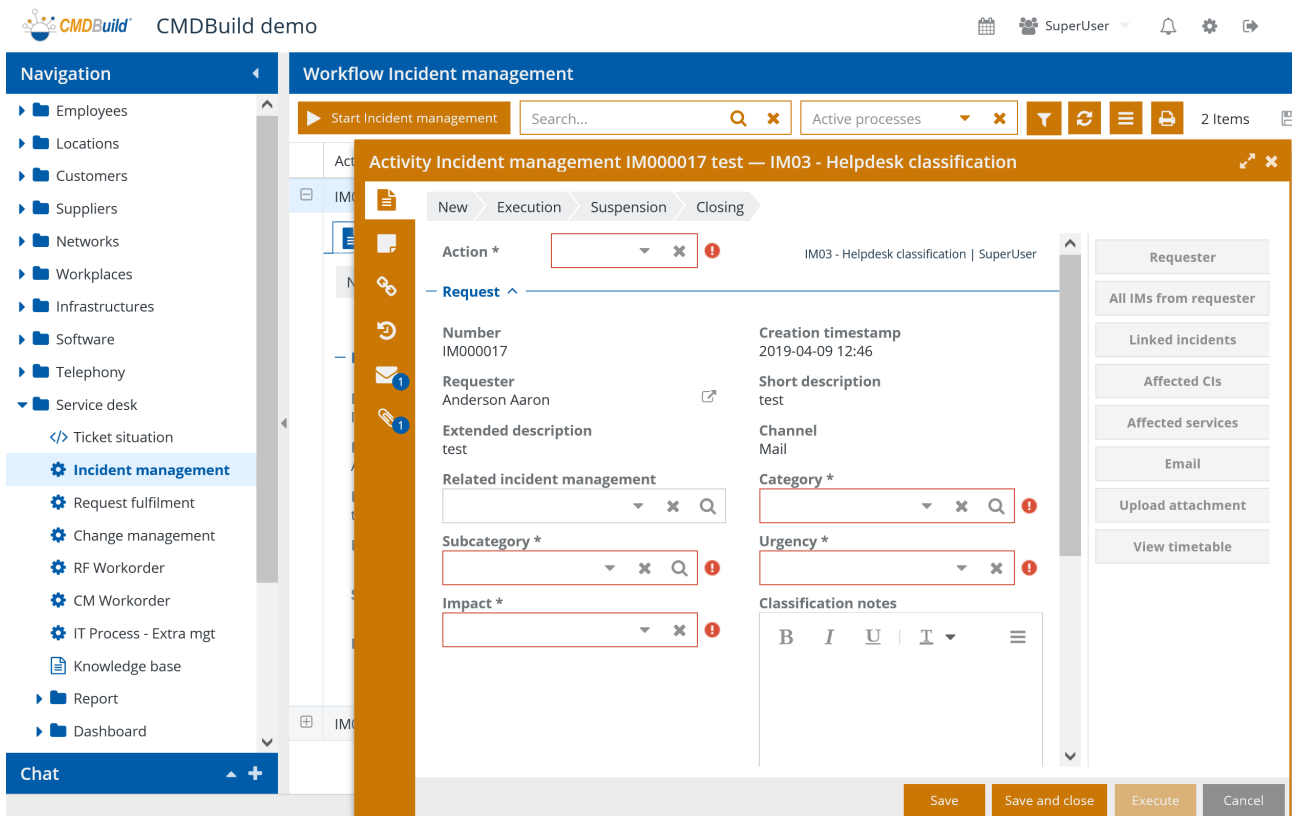 CMDBuild CMDBuild demo SuperUser
Navigation
Employees
Locations
Customers
Suppliers
Networks
Workplaces
Infrastructures
Software
Telephony
Service desk
</> Ticket situation
Incident management
Request fulfilment
Change management
RF Workorder
CM Workorder
IT Process - Extra mgt
Knowledge base
Report
Dashboard
Chat
Workflow Incident management
Start Incident management Search... Active processes 2 Items
Activity Incident management IM000017 test — IM03 - Helpdesk classification
New Execution Suspension Closing
Action * IM03 - Helpdesk classification | SuperUser
Request
Number Creation timestamp
IM000017 2019-04-09 12:46
Requester Short description
Anderson Aaron test
Extended description Channel
test Mail
Related incident management Category *
Subcategory * Urgency *
Impact * Classification notes
B I U T
1
1
Requester
All IMs from requester
Linked incidents
Affected CIs
Affected services
Email
Upload attachment
View timetable
Save Save and close Execute Cancel